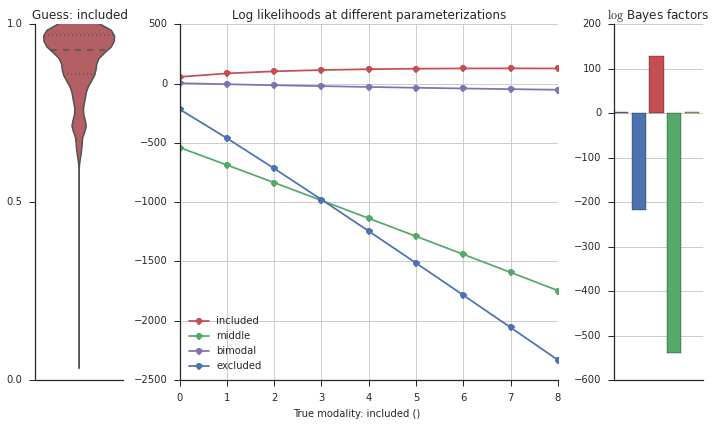 Guess: included
1.0
0.5
0.0
Log likelihoods at different parameterizations
500
0
−500
−1000
−1500
−2000
−2500
included
middle
bimodal
excluded
0 1 2 3 4 5 6 7 8
True modality: included ()
log Bayes factors
200
100
0
−100
−200
−300
−400
−500
−600